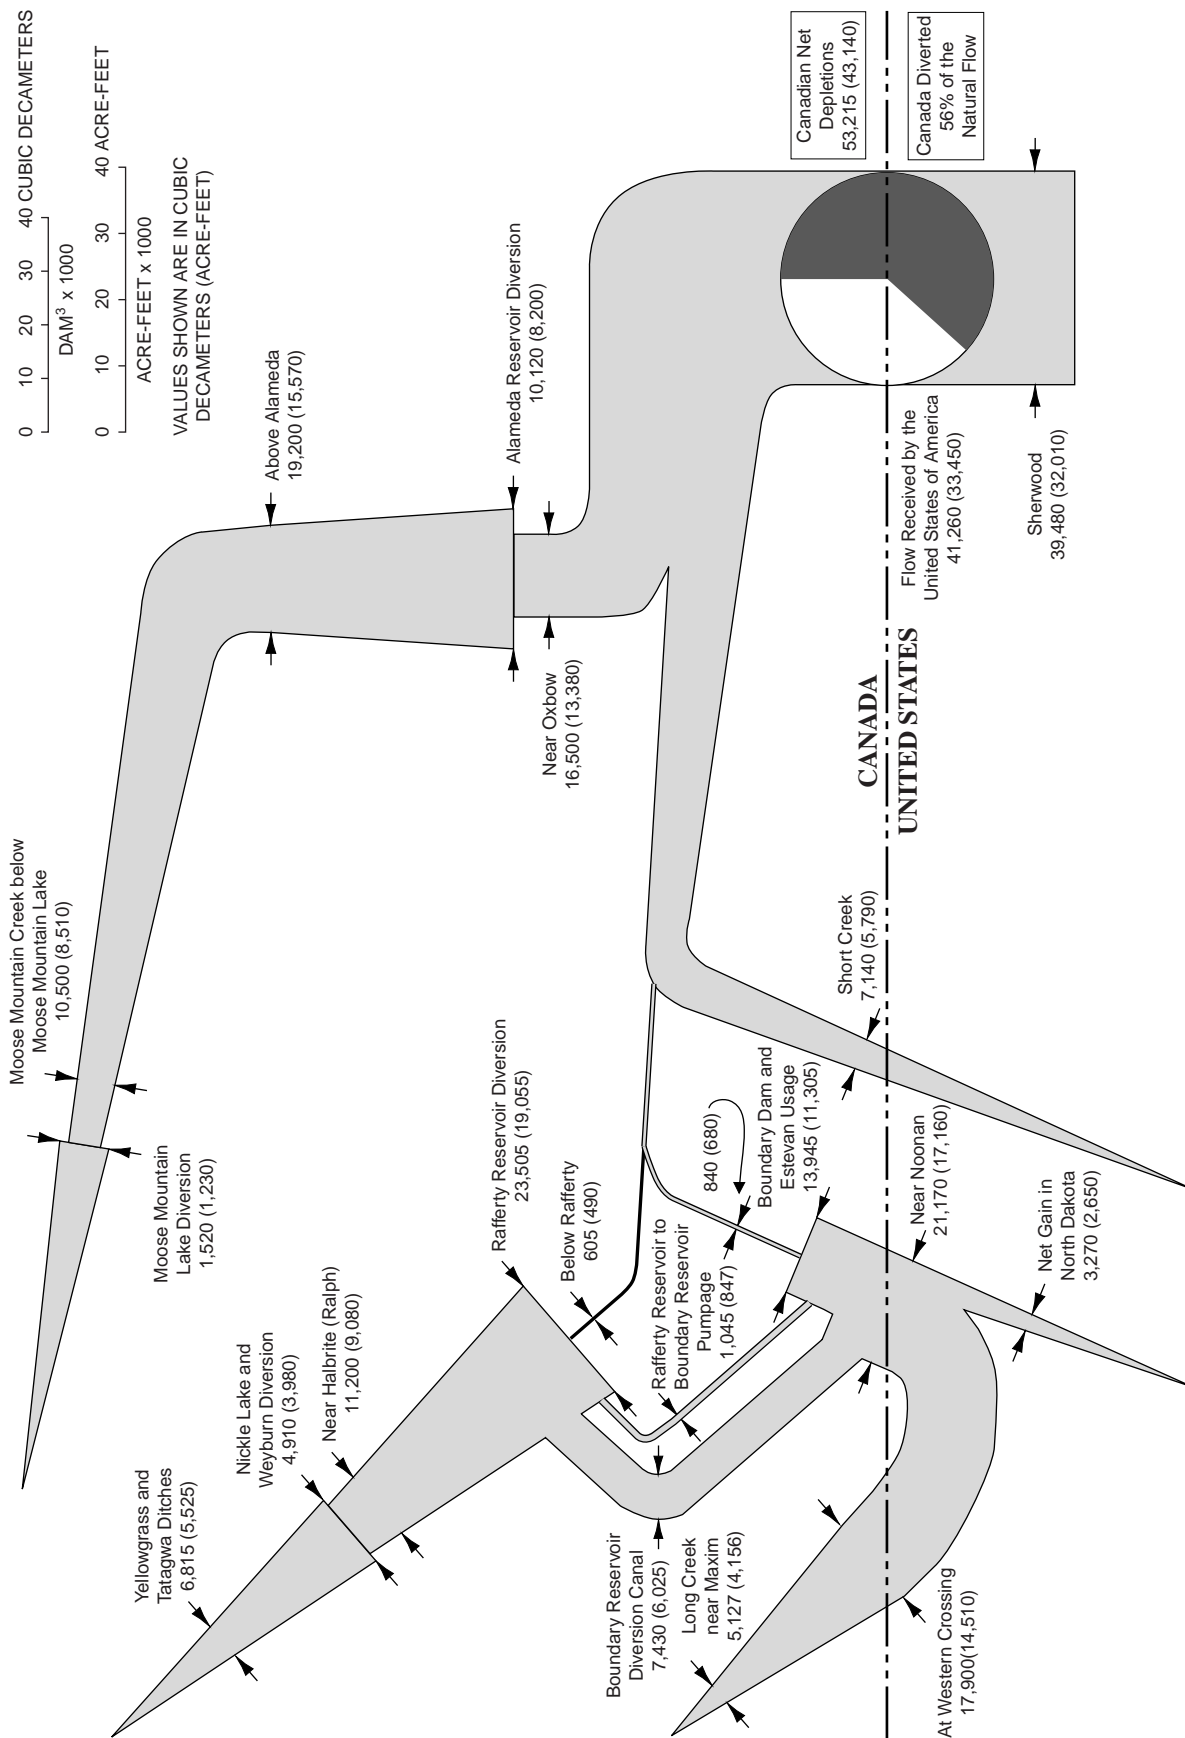 0 10 20 30 40 CUBIC DECAMETERS
DAM³ x 1000
0 10 20 30 40 ACRE-FEET
ACRE-FEET x 1000
VALUES SHOWN ARE IN CUBIC
DECAMETERS (ACRE-FEET)
Moose Mountain Creek below
Moose Mountain Lake
10,500 (8,510)
Above Alameda
19,200 (15,570)
Moose Mountain
Lake Diversion
1,520 (1,230)
Alameda Reservoir Diversion
10,120 (8,200)
Near Oxbow
16,500 (13,380)
Yellowgrass and
Tatagwa Ditches
6,815 (5,525)
Nickle Lake and
Weyburn Diversion
4,910 (3,980)
Near Halbrite (Ralph)
11,200 (9,080)
Rafferty Reservoir Diversion
23,505 (19,055)
Below Rafferty
605 (490)
Rafferty Reservoir to
Boundary Reservoir
Pumpage
1,045 (847)
840 (680)
Boundary Dam and
Estevan Usage
13,945 (11,305)
Boundary Reservoir
Diversion Canal
7,430 (6,025)
Long Creek
near Maxim
5,127 (4,156)
Short Creek
7,140 (5,790)
Canadian Net
Depletions
53,215 (43,140)
CANADA
UNITED STATES
Canada Diverted
56% of the
Natural Flow
Flow Received by the
United States of America
41,260 (33,450)
Sherwood
39,480 (32,010)
Near Noonan
21,170 (17,160)
Net Gain in
North Dakota
3,270 (2,650)
At Western Crossing
17,900(14,510)